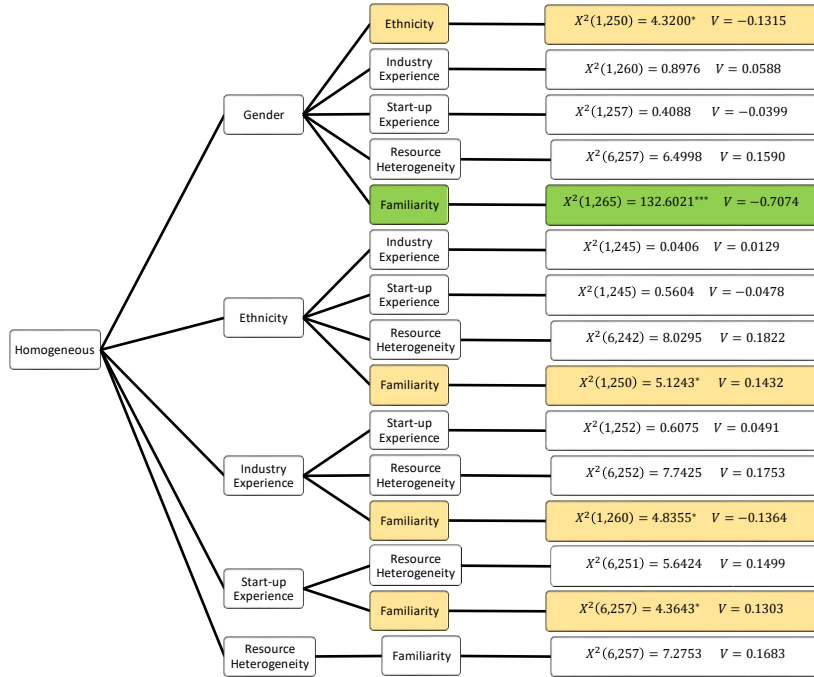 Homogeneous
Gender
Ethnicity
X²(1,250) = 4.3200* V = −0.1315
Industry
Experience
X²(1,260) = 0.8976 V = 0.0588
Start-up
Experience
X²(1,257) = 0.4088 V = −0.0399
Resource
Heterogeneity
X²(6,257) = 6.4998 V = 0.1590
Familiarity
X²(1,265) = 132.6021*** V = −0.7074
Ethnicity
Industry
Experience
X²(1,245) = 0.0406 V = 0.0129
Start-up
Experience
X²(1,245) = 0.5604 V = −0.0478
Resource
Heterogeneity
X²(6,242) = 8.0295 V = 0.1822
Familiarity
X²(1,250) = 5.1243* V = 0.1432
Industry
Experience
Start-up
Experience
X²(1,252) = 0.6075 V = 0.0491
Resource
Heterogeneity
X²(6,252) = 7.7425 V = 0.1753
Familiarity
X²(1,260) = 4.8355* V = −0.1364
Start-up
Experience
Resource
Heterogeneity
X²(6,251) = 5.6424 V = 0.1499
Familiarity
X²(6,257) = 4.3643* V = 0.1303
Resource
Heterogeneity
Familiarity
X²(6,257) = 7.2753 V = 0.1683